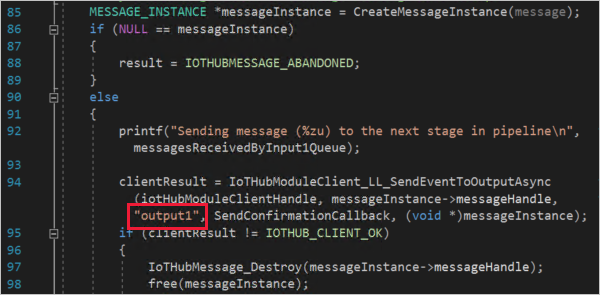 85 MESSAGE_INSTANCE *messageInstance = CreateMessageInstance(message);
86 if (NULL == messageInstance)
87 {
88 result = IOTHUBMESSAGE_ABANDONED;
89 }
90 else
91 {
92 printf("Sending message (%zu) to the next stage in pipeline\n",
messagesReceivedByInput1Queue);
93
94 clientResult = IoTHubModuleClient_LL_SendEventToOutputAsync
(iotHubModuleClientHandle, messageInstance->messageHandle,
"output1", SendConfirmationCallback, (void *)messageInstance);
95 if (clientResult != IOTHUB_CLIENT_OK)
96 {
97 IoTHubMessage_Destroy(messageInstance->messageHandle);
98 free(messageInstance);